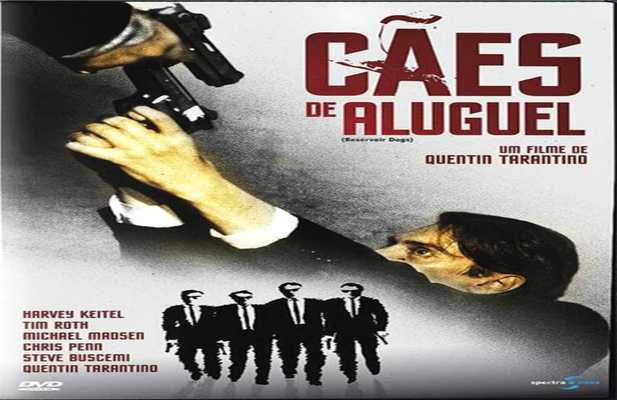 CÃES
DE ALUGUEL
(Reservoir Dogs)
UM FILME DE
QUENTIN TARANTINO
HARVEY KEITEL
TIM ROTH
MICHAEL MADSEN
CHRIS PENN
STEVE BUSCEMI
QUENTIN TARANTINO
DVD
spectra nova